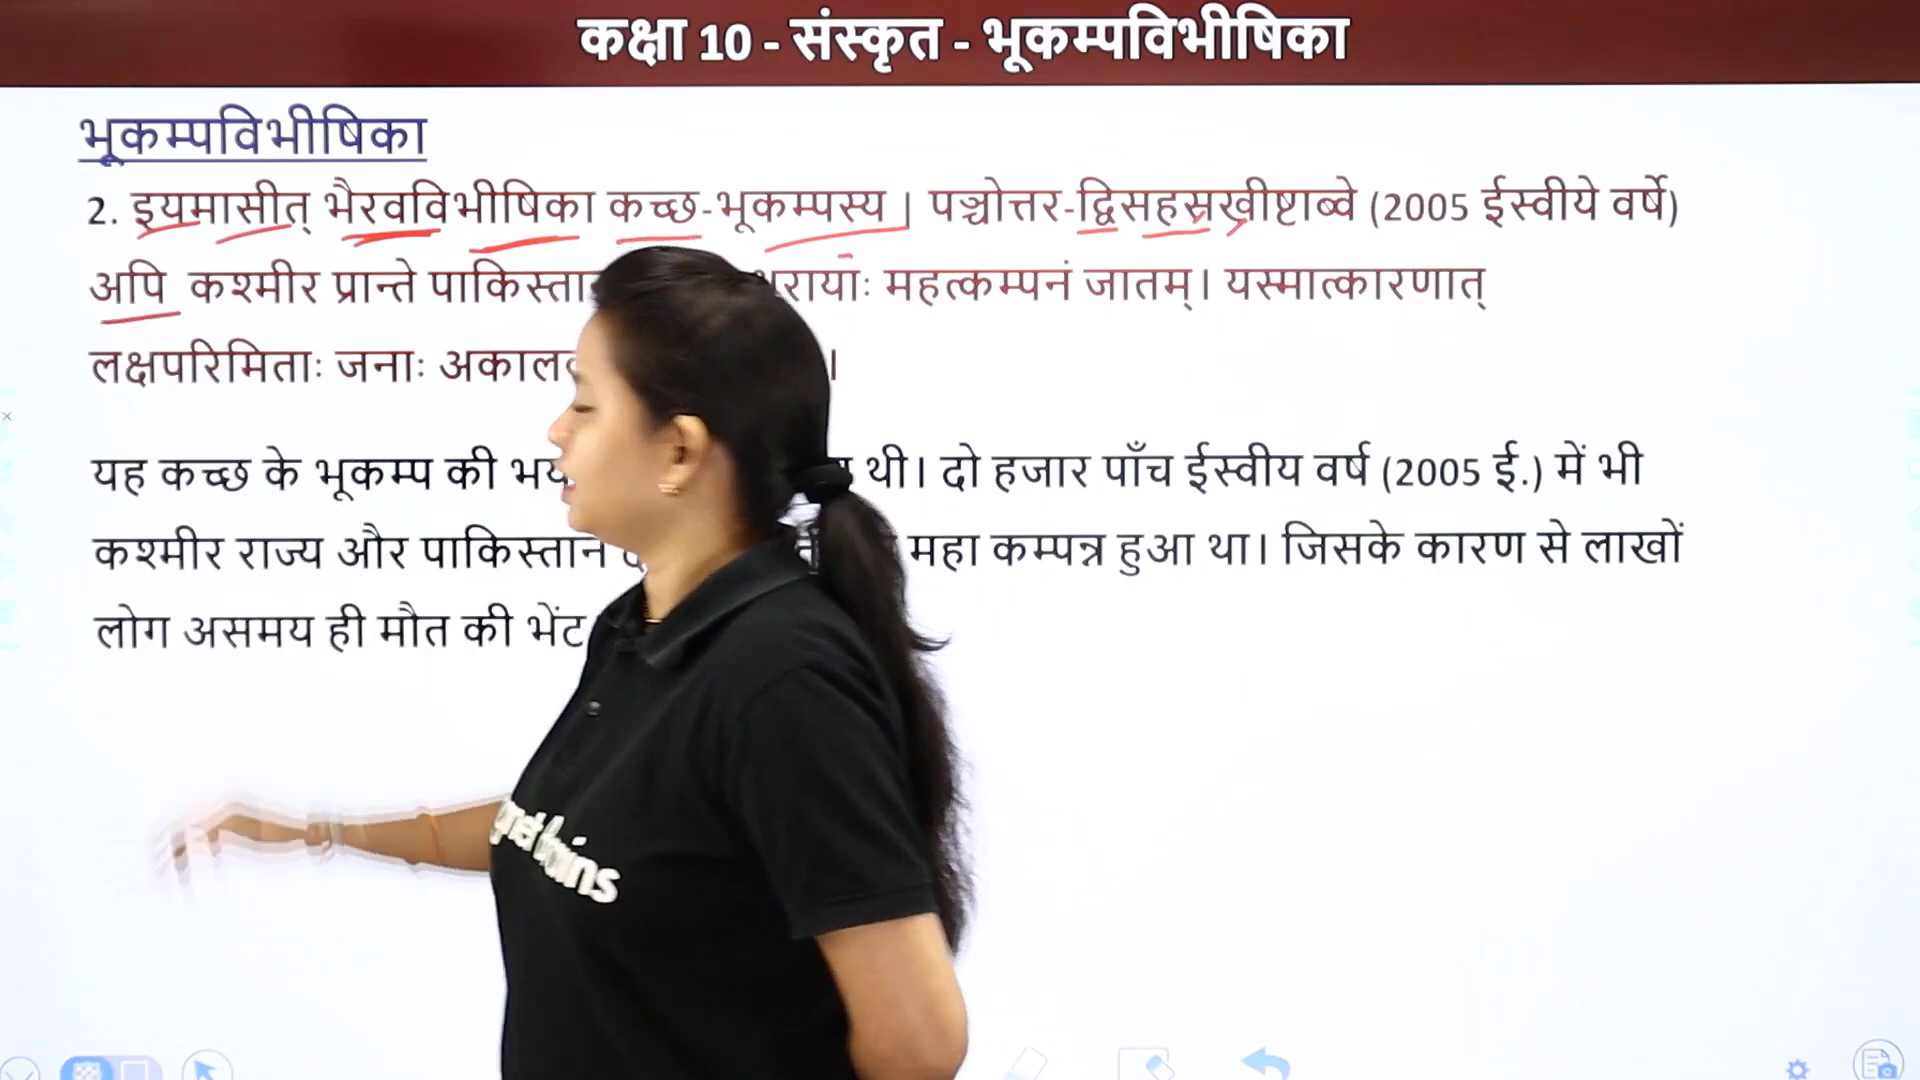 कक्षा 10 - संस्कृत - भूकम्पविभीषिका
भूकम्पविभीषिका
2. इयमासीत् भैरवविभीषिका कच्छ-भूकम्पस्य । पञ्चोत्तर-द्विसहस्रख्रीष्टाब्वे (2005 ईस्वीये वर्षे)
अपि कश्मीर प्रान्ते महत्कम्पनं जातम्। यस्मात्कारणात्
लक्षपरिमिताः जनाः ।
यह कच्छ के भूकम्प की थी। दो हजार पाँच ईस्वीय वर्ष (2005 ई.) में भी
कश्मीर राज्य और पाकिस्तान महा कम्पन्न हुआ था। जिसके कारण से लाखों
लोग असमय ही मौत की भेंट